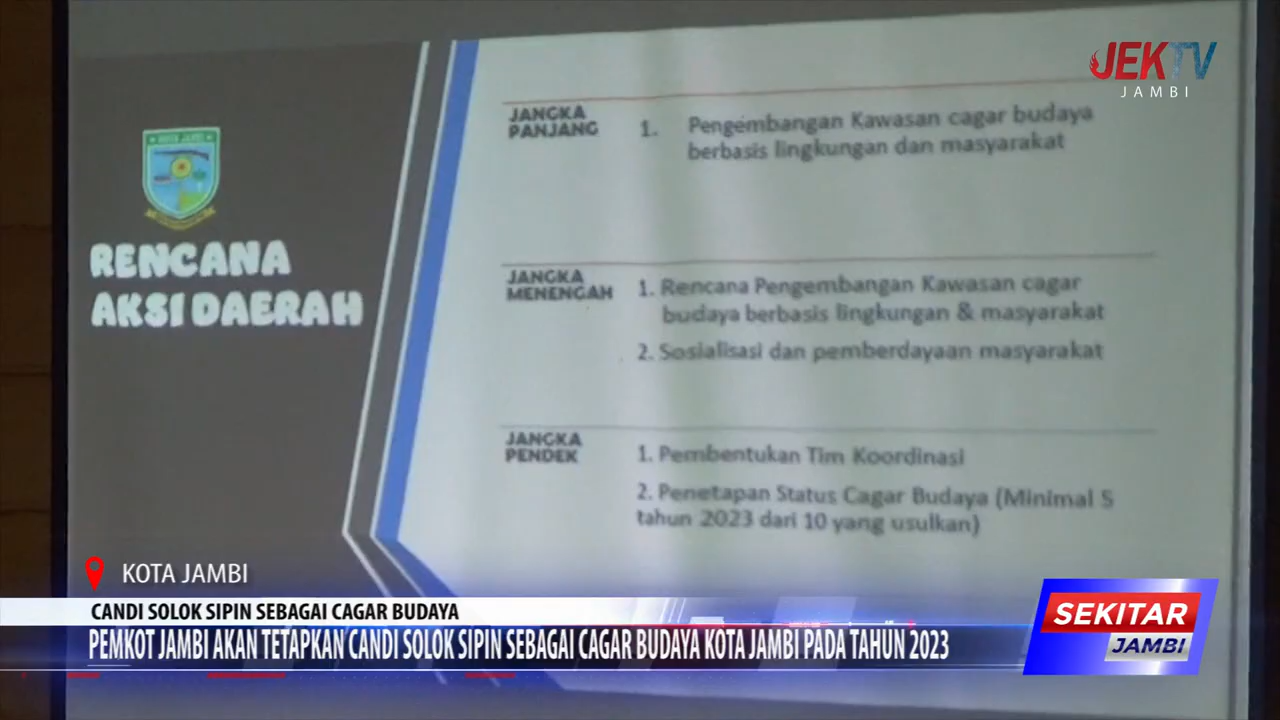 JEKTV
JAMBI
KOTA JAMBI
RENCANA
AKSI DAERAH
JANGKA
PANJANG
1. Pengembangan Kawasan cagar budaya
berbasis lingkungan dan masyarakat
JANGKA
MENENGAH
1. Rencana Pengembangan Kawasan cagar
budaya berbasis lingkungan & masyarakat
2. Sosialisasi dan pemberdayaan masyarakat
JANGKA
PENDEK
1. Pembentukan Tim Koordinasi
2. Penetapan Status Cagar Budaya (Minimal 5
tahun 2023 dari 10 yang usulkan)
KOTA JAMBI
CANDI SOLOK SIPIN SEBAGAI CAGAR BUDAYA
PEMKOT JAMBI AKAN TETAPKAN CANDI SOLOK SIPIN SEBAGAI CAGAR BUDAYA KOTA JAMBI PADA TAHUN 2023
SEKITAR
JAMBI